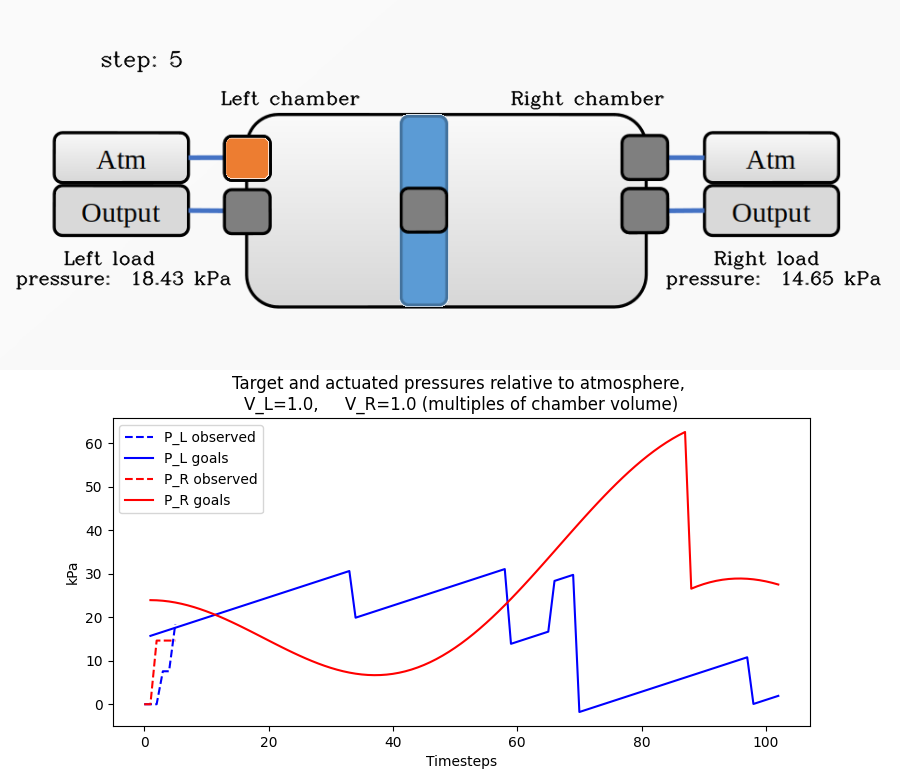 step: 5
Left chamber
Right chamber
Atm
Atm
Output
Output
Left load
pressure: 18.43 kPa
Right load
pressure: 14.65 kPa
Target and actuated pressures relative to atmosphere,
V_L=1.0, V_R=1.0 (multiples of chamber volume)
P_L observed
P_L goals
P_R observed
P_R goals
kPa
60
50
40
30
20
10
0
0 20 40 60 80 100
Timesteps